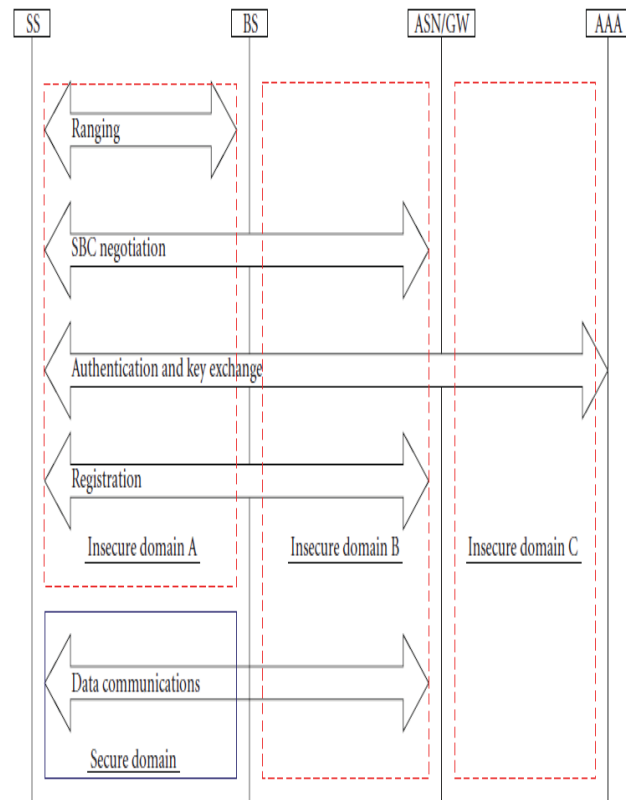 SS
BS
ASN/GW
AAA
Ranging
SBC negotiation
Authentication and key exchange
Registration
Insecure domain A
Insecure domain B
Insecure domain C
Data communications
Secure domain